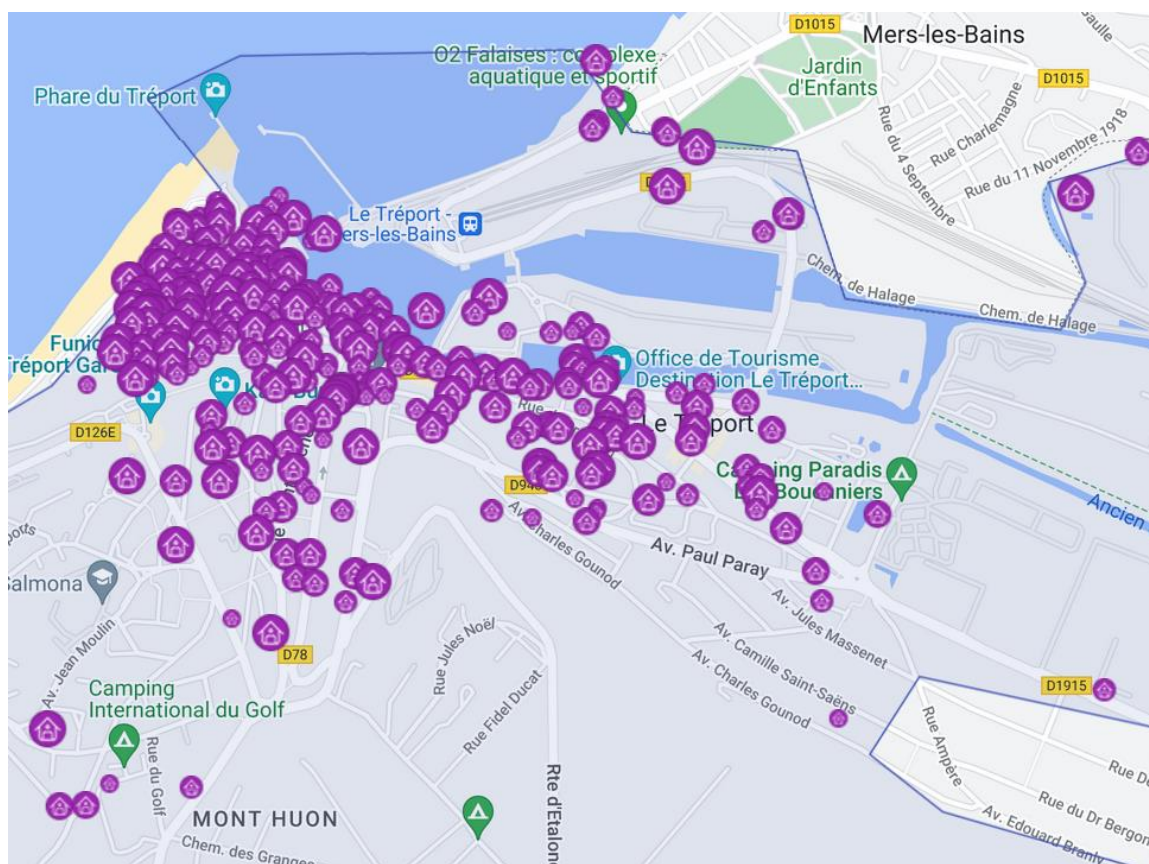 D1015
Mers-les-Bains
O2 Falaises : complexe
aquatique et sportif
Jardin
d'Enfants
D1015
Gaulle
Phare du Tréport
Rue Charlemagne
Rue du 4 Septembre
Rue du 11 Novembre 1918
Le Tréport -
Mers-les-Bains
Chem. de Halage
Chem. de Halage
Office de Tourisme
Destination Le Tréport...
D126E
Le Tréport
Camping Paradis
Ancien
Av. Charles Gounod
Av. Paul Paray
Salmona
Av. Jean Moulin
Av. Jules Massenet
Rue Jules Noël
Av. Camille Saint-Saëns
D78
Av. Charles Gounod
D1915
Camping
International du Golf
Rue Fidel Ducat
Rue du Golf
Rue Ampère
Rte d'Etalon
MONT HUON
Chem. des Granges
Rue De
Rue du Dr Bergon
Av. Edouard Branly